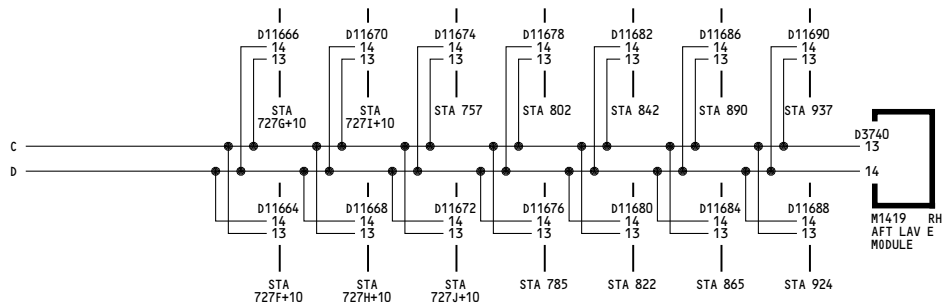 D11666 D11670 D11674 D11678 D11682 D11686 D11690
14 14 14 14 14 14 14
13 13 13 13 13 13 13
STA STA STA 757 STA 802 STA 842 STA 890 STA 937
727G+10 727I+10
D3740
C 13
D 14
D11664 D11668 D11672 D11676 D11680 D11684 D11688
14 14 14 14 14 14 14
13 13 13 13 13 13 13
M1419 RH
AFT LAV E
MODULE
STA STA STA STA 785 STA 822 STA 865 STA 924
727F+10 727H+10 727J+10